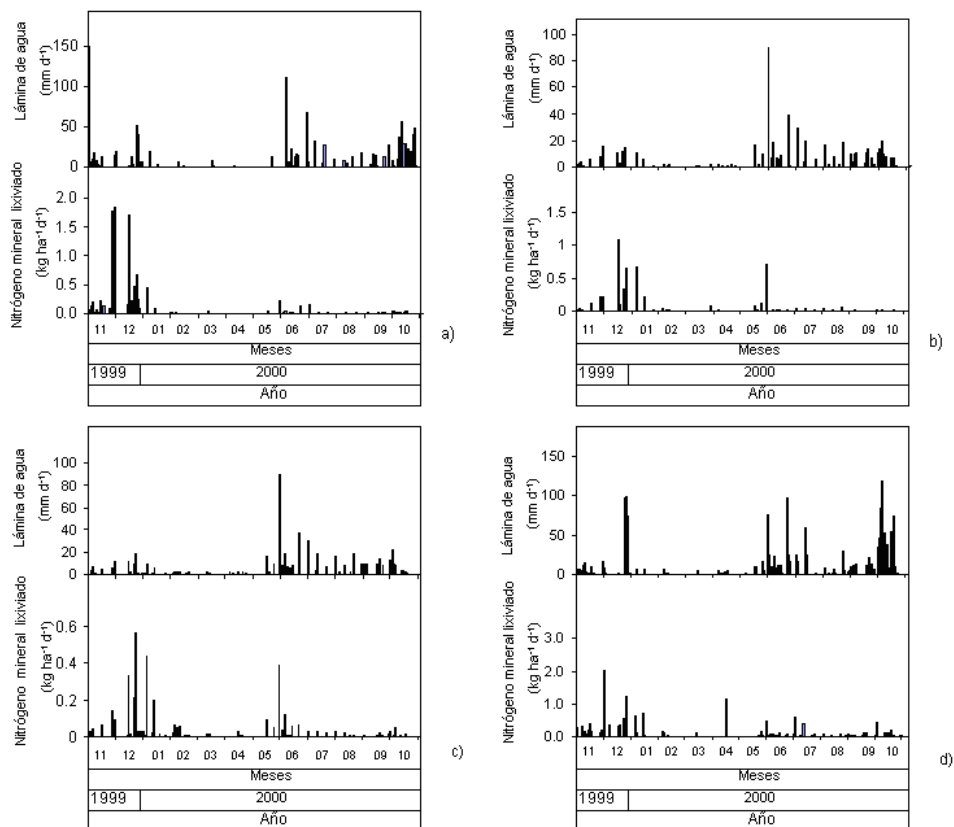 Lámina de agua
(mm d⁻¹)
150
100
50
0
Nitrógeno mineral lixiviado
(kg ha⁻¹ d⁻¹)
2.0
1.5
1.0
0.5
0.0
11 12 01 02 03 04 05 06 07 08 09 10
Meses
1999 2000
Año
a)
Lámina de agua
(mm d⁻¹)
100
80
60
40
20
0
Nitrógeno mineral lixiviado
(kg ha⁻¹ d⁻¹)
1.5
1
0.5
0
11 12 01 02 03 04 05 06 07 08 09 10
Meses
1999 2000
Año
b)
Lámina de agua
(mm d⁻¹)
100
80
60
40
20
0
Nitrógeno mineral lixiviado
(kg ha⁻¹ d⁻¹)
0.6
0.4
0.2
0
11 12 01 02 03 04 05 06 07 08 09 10
Meses
1999 2000
Año
c)
Lámina de agua
(mm d⁻¹)
150
100
50
0
Nitrógeno mineral lixiviado
(kg ha⁻¹ d⁻¹)
3.0
2.0
1.0
0.0
11 12 01 02 03 04 05 06 07 08 09 10
Meses
1999 2000
Año
d)